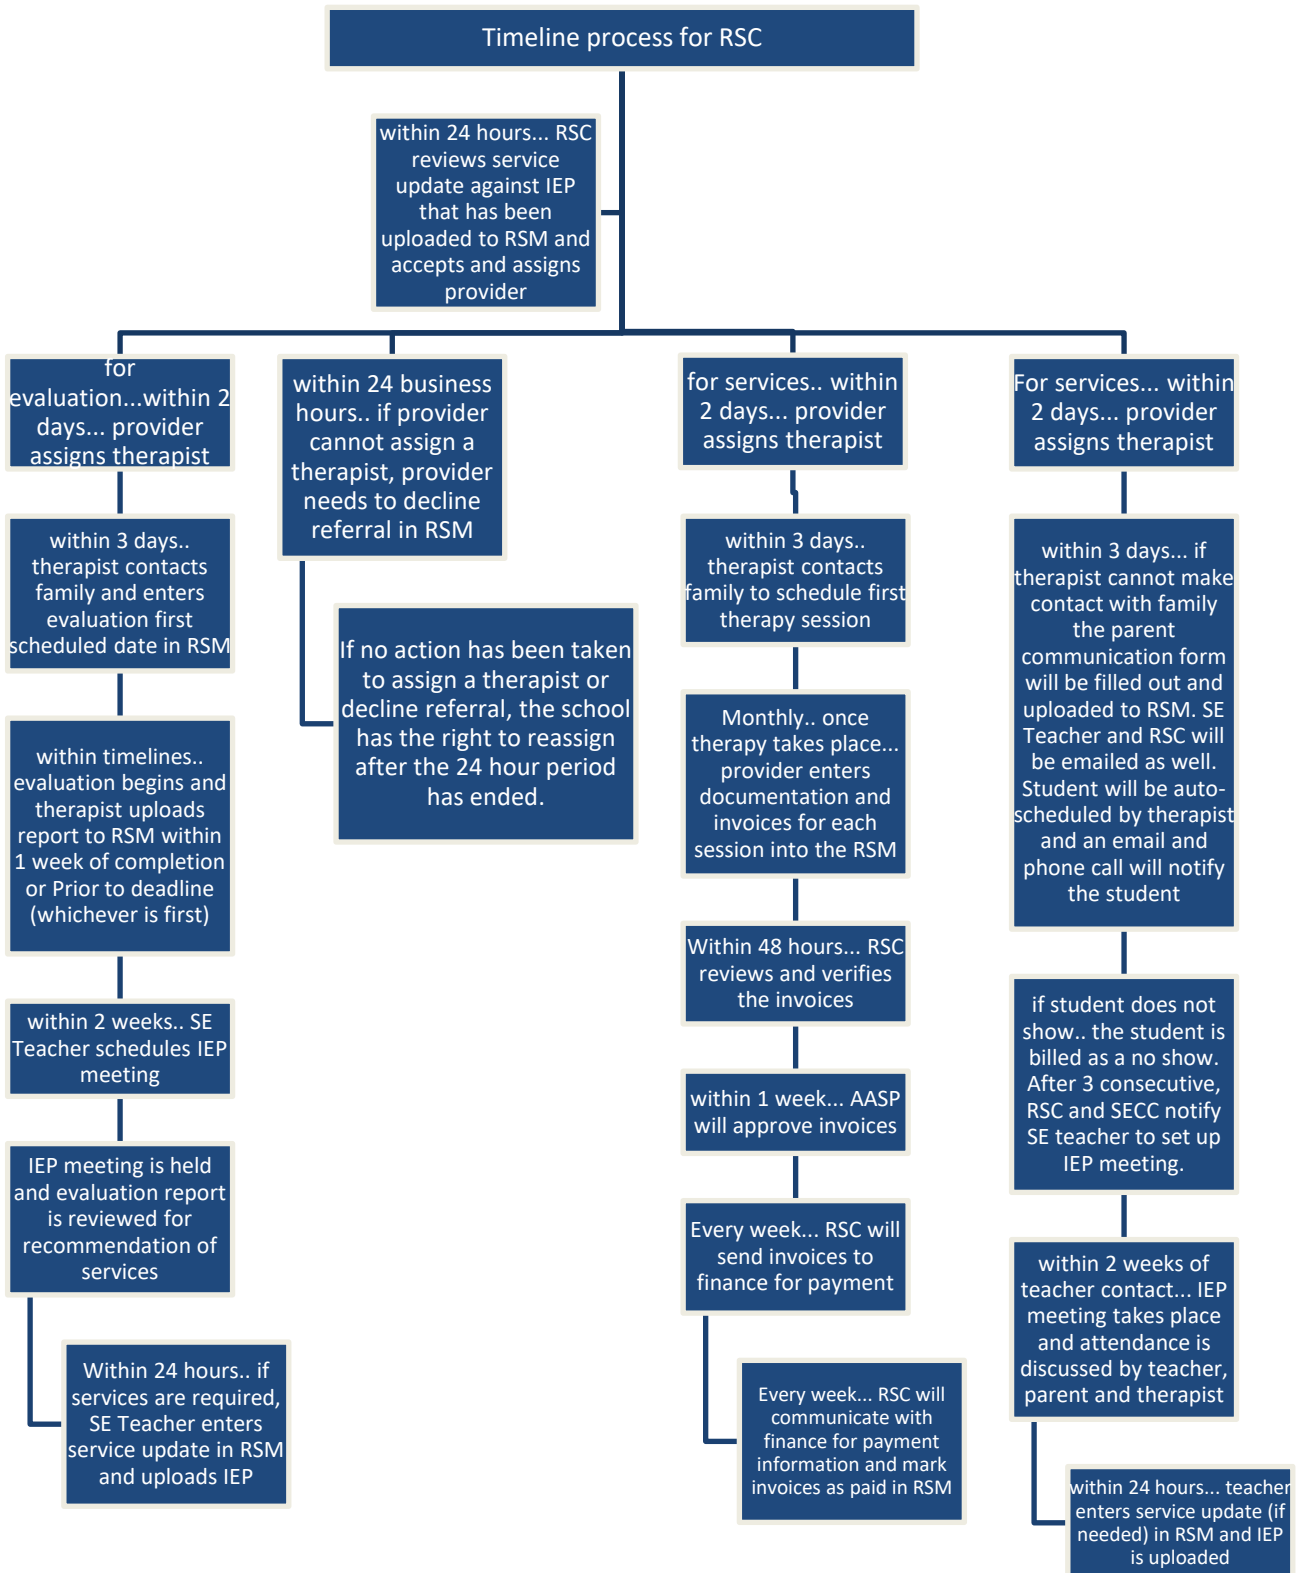 Timeline process for RSC
within 24 hours... RSC
reviews service
update against IEP
that has been
uploaded to RSM and
accepts and assigns
provider
for
evaluation...within 2
days... provider
assigns therapist
within 3 days..
therapist contacts
family and enters
evaluation first
scheduled date in RSM
within timelines..
evaluation begins and
therapist uploads
report to RSM within
1 week of completion
or Prior to deadline
(whichever is first)
within 2 weeks.. SE
Teacher schedules IEP
meeting
IEP meeting is held
and evaluation report
is reviewed for
recommendation of
services
Within 24 hours.. if
services are required,
SE Teacher enters
service update in RSM
and uploads IEP
within 24 business
hours.. if provider
cannot assign a
therapist, provider
needs to decline
referral in RSM
If no action has been taken
to assign a therapist or
decline referral, the school
has the right to reassign
after the 24 hour period
has ended.
for services.. within
2 days... provider
assigns therapist
within 3 days..
therapist contacts
family to schedule first
therapy session
Monthly.. once
therapy takes place...
provider enters
documentation and
invoices for each
session into the RSM
Within 48 hours... RSC
reviews and verifies
the invoices
within 1 week... AASP
will approve invoices
Every week... RSC will
send invoices to
finance for payment
Every week... RSC will
communicate with
finance for payment
information and mark
invoices as paid in RSM
For services... within
2 days... provider
assigns therapist
within 3 days... if
therapist cannot make
contact with family
the parent
communication form
will be filled out and
uploaded to RSM. SE
Teacher and RSC will
be emailed as well.
Student will be auto-
scheduled by therapist
and an email and
phone call will notify
the student
if student does not
show.. the student is
billed as a no show.
After 3 consecutive,
RSC and SECC notify
SE teacher to set up
IEP meeting.
within 2 weeks of
teacher contact... IEP
meeting takes place
and attendance is
discussed by teacher,
parent and therapist
within 24 hours... teacher
enters service update (if
needed) in RSM and IEP
is uploaded